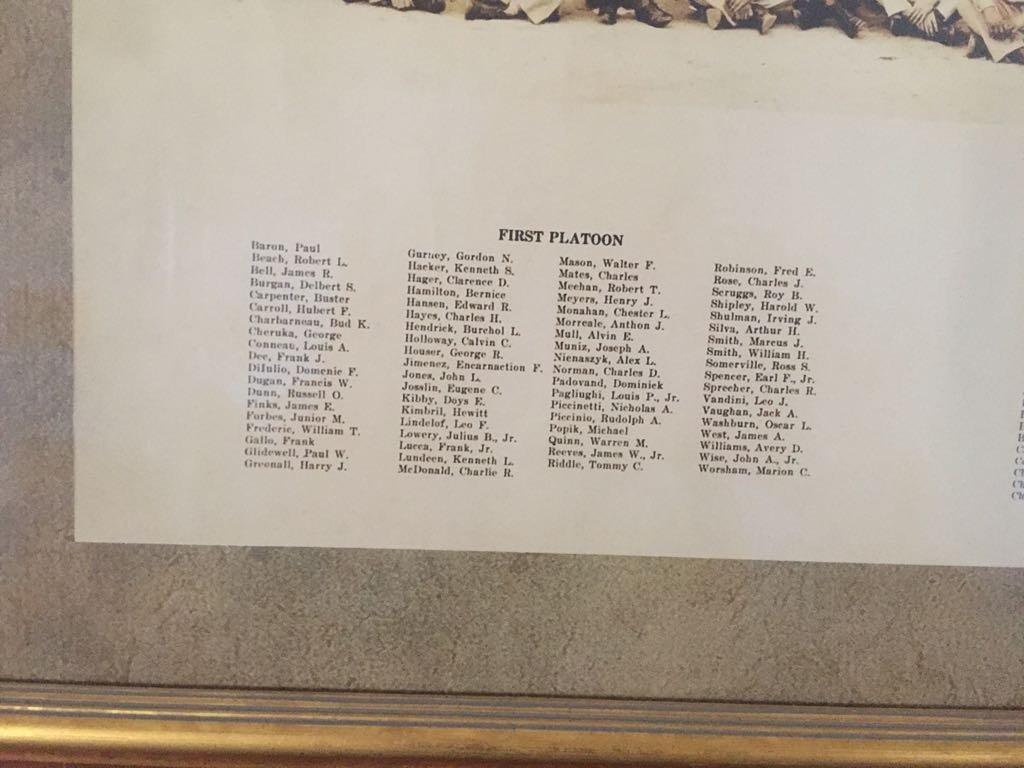 FIRST PLATOON
Baron, Paul
Beach, Robert L.
Bell, James R.
Burgan, Delbert S.
Carpenter, Buster
Carroll, Hubert F.
Charbarneau, Bud K.
Cheruka, George
Conneau, Louis A.
Dee, Frank J.
DiIulio, Domenie F.
Dugan, Francis W.
Dunn, Russell O.
Finks, James E.
Forbes, Junior M.
Frederic, William T.
Gallo, Frank
Glidewell, Paul W.
Greenall, Harry J.
Gurney, Gordon N.
Hacker, Kenneth S.
Hager, Clarence D.
Hamilton, Bernice
Hansen, Edward R.
Hayes, Charles H.
Hendrick, Burchol L.
Holloway, Calvin C.
Houser, George R.
Jimenez, Encarnaction F.
Jones, John L.
Josslin, Eugene C.
Kibby, Doys E.
Kimbril, Hewitt
Lindelof, Leo F.
Lowery, Julius B., Jr.
Lucca, Frank, Jr.
Lundeen, Kenneth L.
McDonald, Charlie R.
Mason, Walter F.
Mates, Charles
Meehan, Robert T.
Meyers, Henry J.
Monahan, Chester L.
Morreale, Anthon J.
Mull, Alvin E.
Muniz, Joseph A.
Nienaszyk, Alex L.
Norman, Charles D.
Padovand, Dominick
Pagliughi, Louis P., Jr.
Piccinetti, Nicholas A.
Piccinio, Rudolph A.
Popik, Michael
Quinn, Warren M.
Reeves, James W., Jr.
Riddle, Tommy C.
Robinson, Fred E.
Rose, Charles J.
Scruggs, Roy B.
Shipley, Harold W.
Shulman, Irving J.
Silva, Arthur H.
Smith, Marcus J.
Smith, William H.
Somerville, Ross S.
Spencer, Earl F., Jr.
Sprecher, Charles R.
Vandini, Leo J.
Vaughan, Jack A.
Washburn, Oscar L.
West, James A.
Williams, Avery D.
Wise, John A., Jr.
Worsham, Marion C.